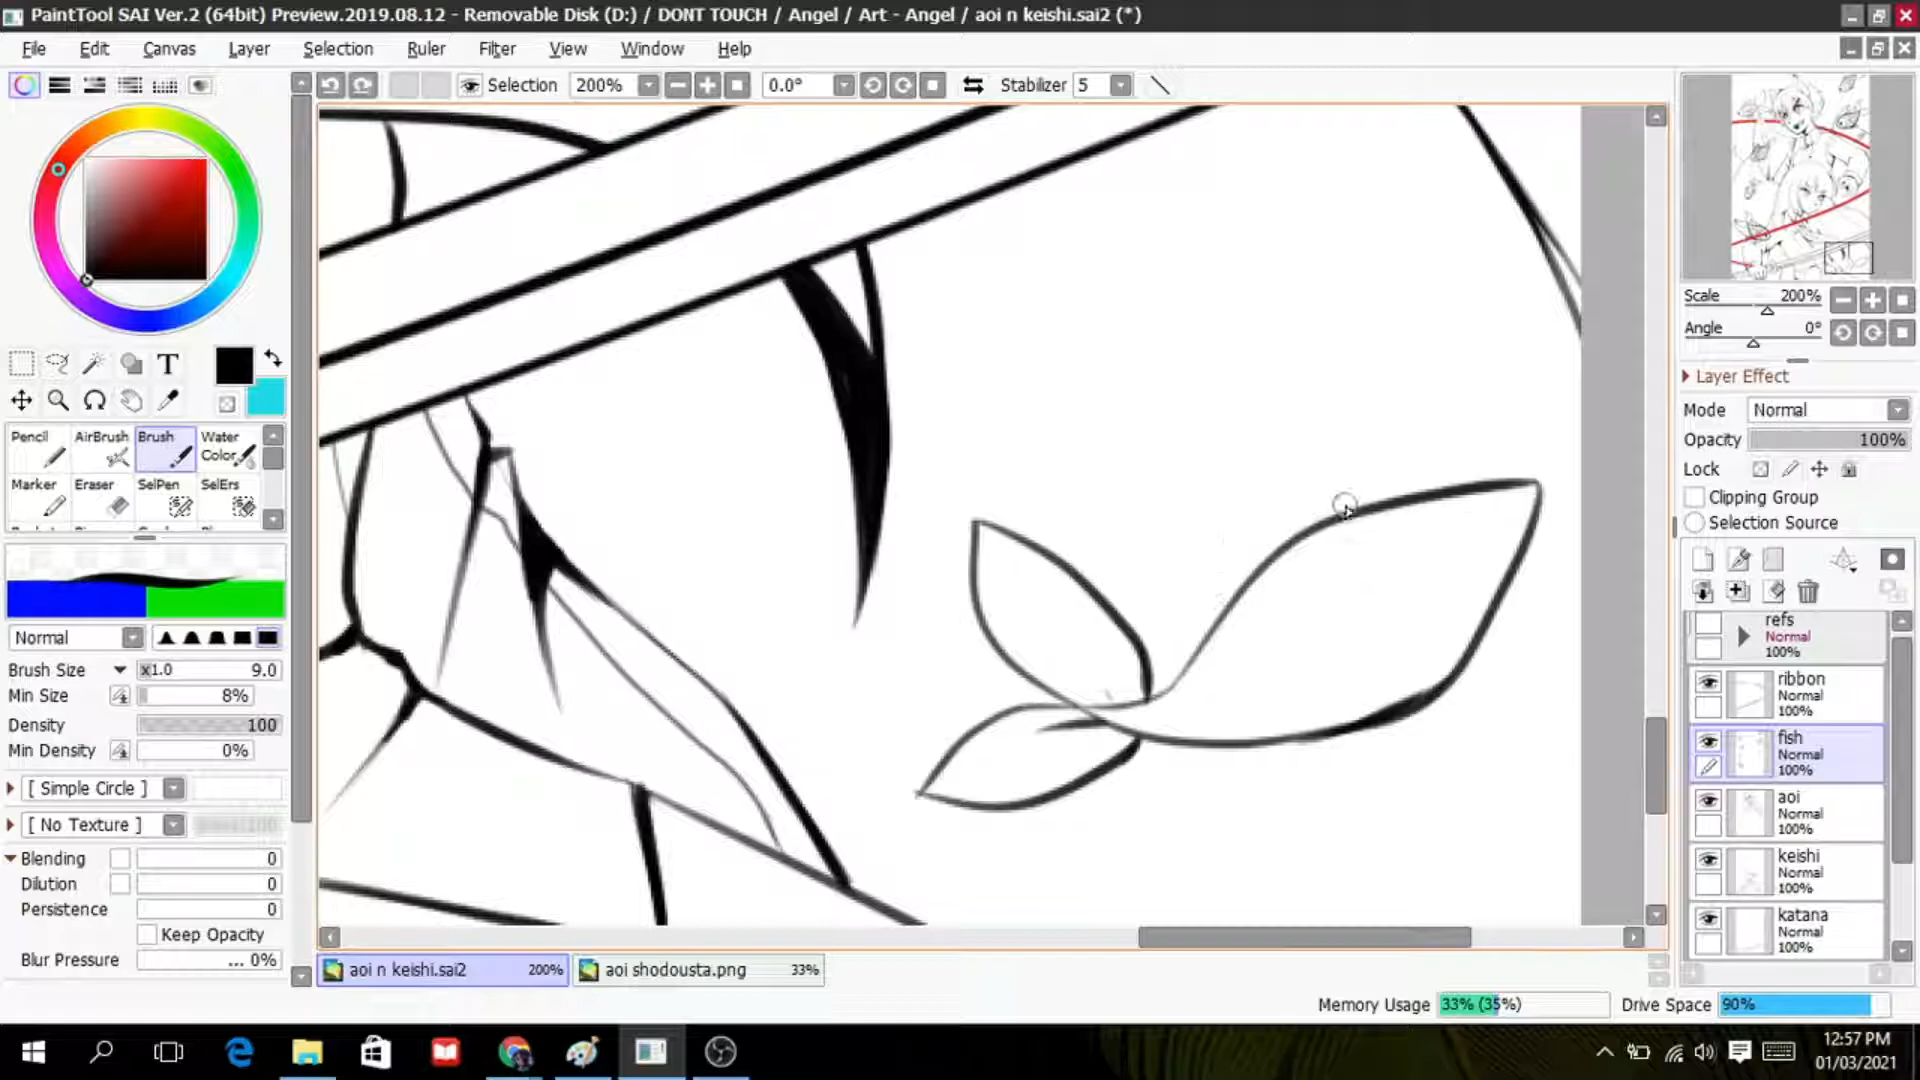 PaintTool SAI Ver.2 (64bit) Preview.2019.08.12 - Removable Disk (D:) / DONT TOUCH / Angel / Art - Angel / aoi n keishi.sai2 (*)
File Edit Canvas Layer Selection Ruler Filter View Window Help
Selection 200% 0.0° Stabilizer 5
Scale 200%
Angle 0°
Layer Effect
Mode Normal
Opacity 100%
Lock
Clipping Group
Selection Source
T
Pencil AirBrush Brush Water Color
Marker Eraser SelPen SelErs
Normal
Brush Size x1.0 9.0
Min Size 8%
Density 100
Min Density 0%
[ Simple Circle ]
[ No Texture ]
Blending 0
Dilution 0
Persistence 0
Keep Opacity
Blur Pressure ... 0%
refs
Normal
100%
ribbon
Normal
100%
fish
Normal
100%
aoi
Normal
100%
keishi
Normal
100%
katana
Normal
100%
aoi n keishi.sai2 200% aoi shodousta.png 33%
Memory Usage 33% (35%) Drive Space 90%
12:57 PM
01/03/2021